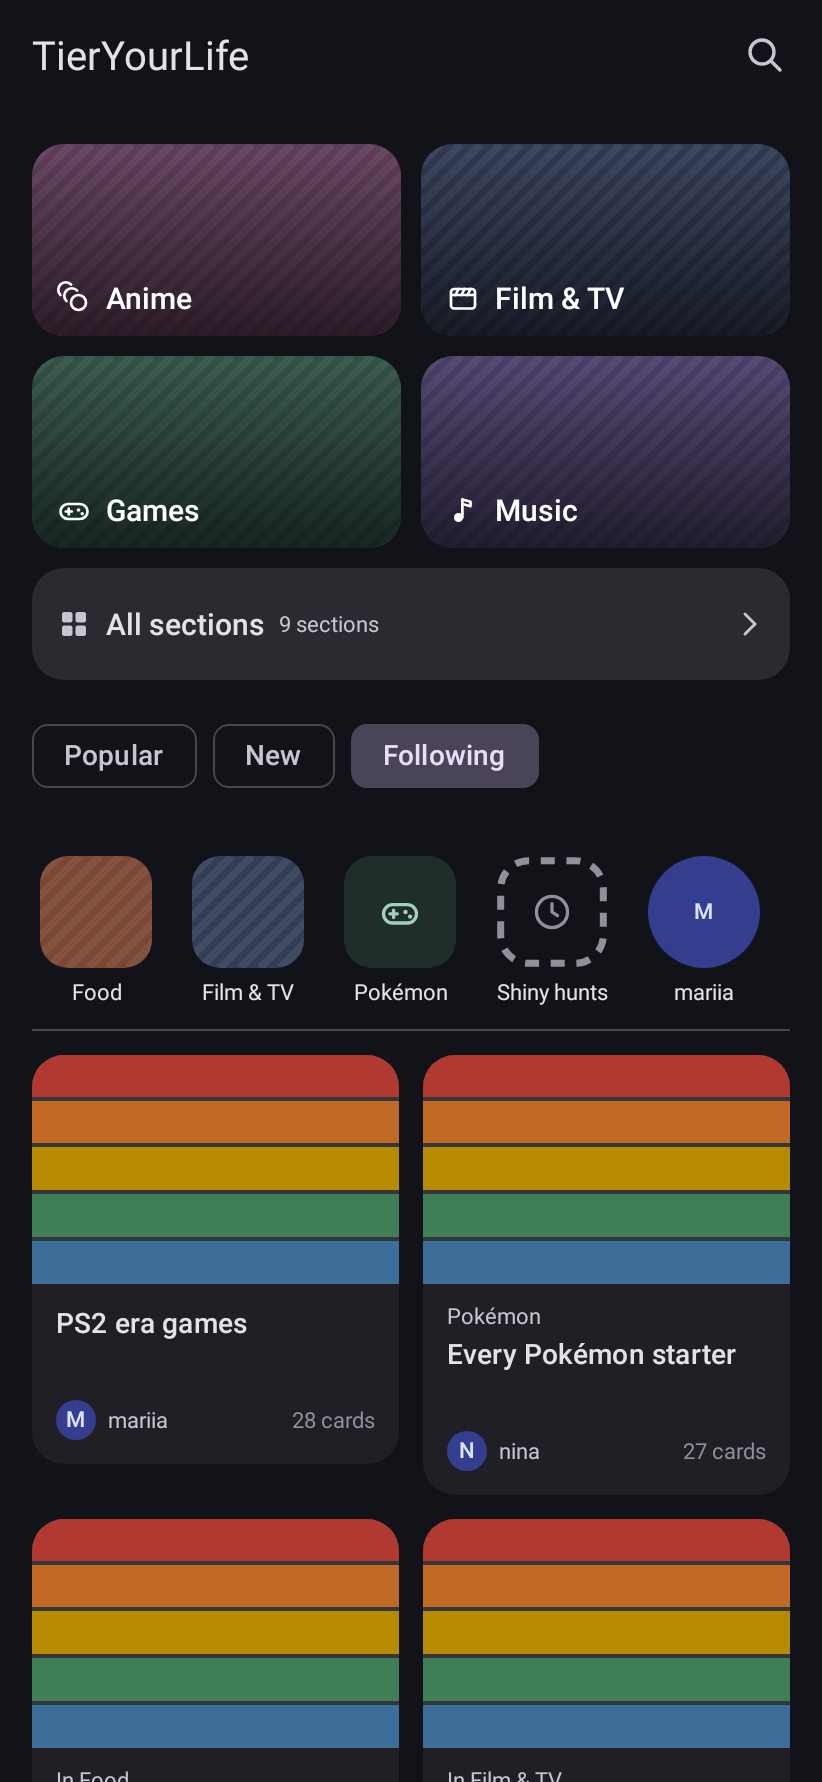 TierYourLife
Anime
Film & TV
Games
Music
All sections 9 sections
Popular
New
Following
M
Food
Film & TV
Pokémon
Shiny hunts
mariia
PS2 era games
M mariia 28 cards
Pokémon
Every Pokémon starter
N nina 27 cards
In Food
In Film & TV